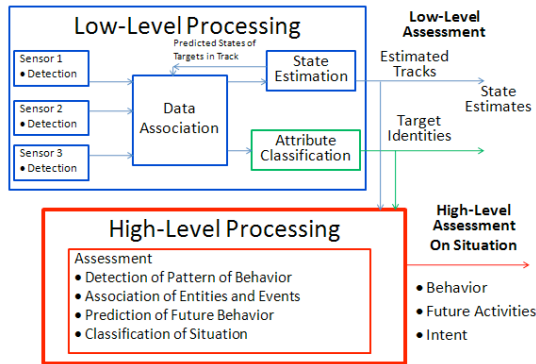 Low-Level Processing
Low-Level
Assessment
Sensor 1
• Detection
Predicted States of
Targets in Track
State
Estimation
Estimated
Tracks
State
Estimates
Sensor 2
• Detection
Data
Association
Target
Identities
Sensor 3
• Detection
Attribute
Classification
High-Level Processing
High-Level
Assessment
On Situation
Assessment
• Detection of Pattern of Behavior
• Association of Entities and Events
• Prediction of Future Behavior
• Classification of Situation
• Behavior
• Future Activities
• Intent